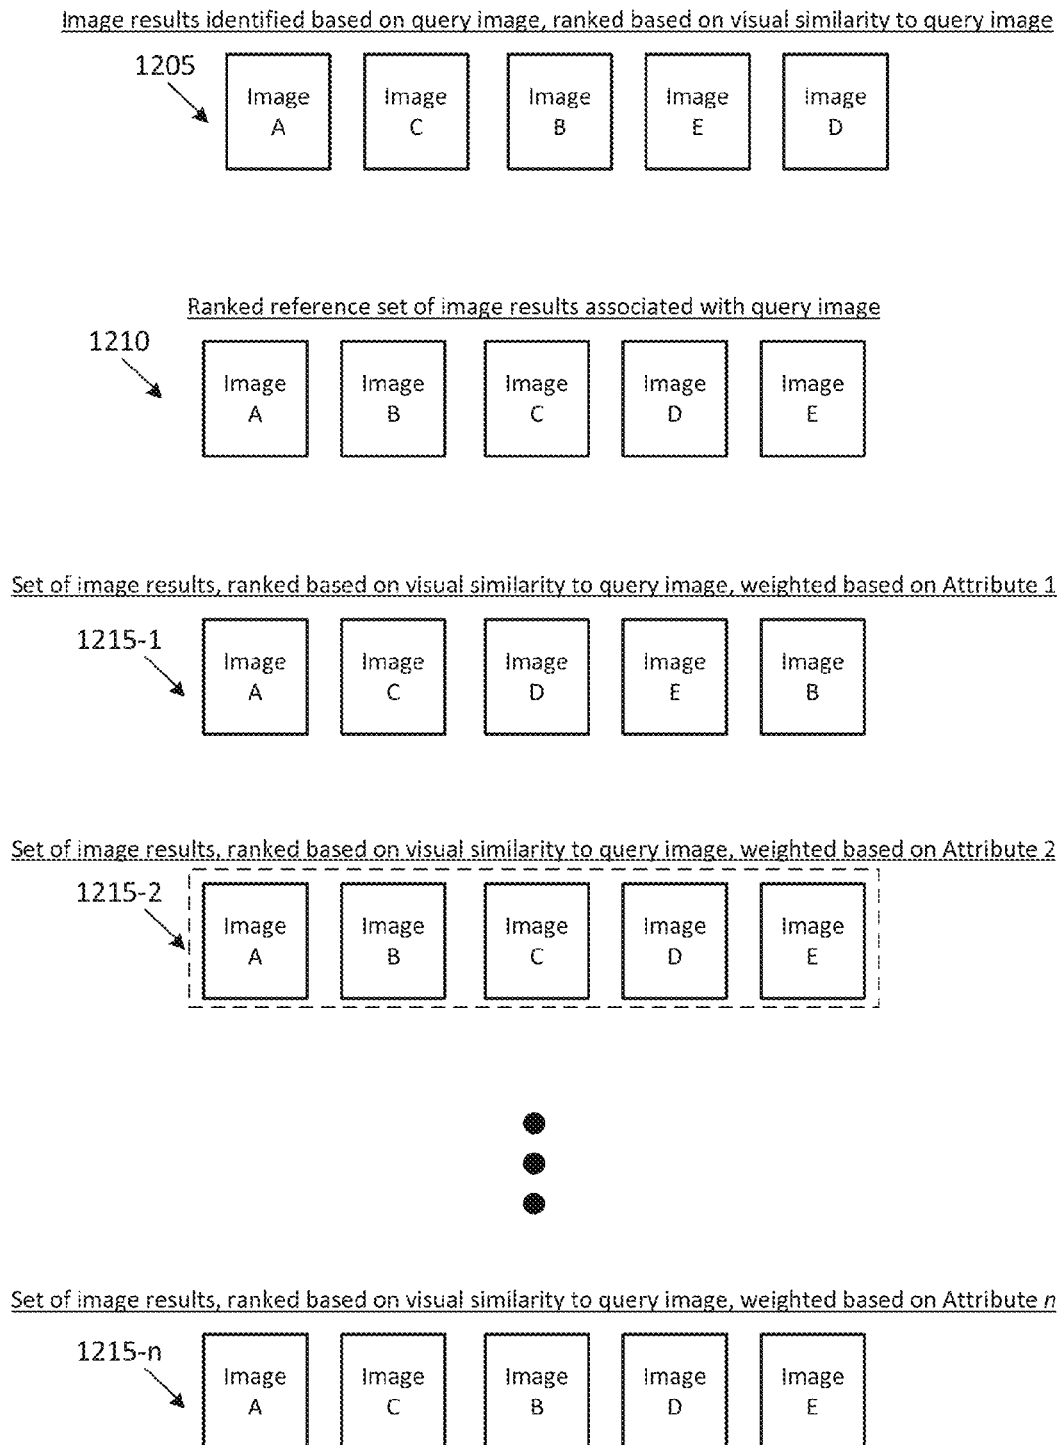 Image results identified based on query image, ranked based on visual similarity to query image
1205
Image Image Image Image Image
A C B E D
Ranked reference set of image results associated with query image
1210
Image Image Image Image Image
A B C D E
Set of image results, ranked based on visual similarity to query image, weighted based on Attribute 1
1215-1
Image Image Image Image Image
A C D E B
Set of image results, ranked based on visual similarity to query image, weighted based on Attribute 2
1215-2
Image Image Image Image Image
A B C D E
Set of image results, ranked based on visual similarity to query image, weighted based on Attribute n
1215-n
Image Image Image Image Image
A C B D E